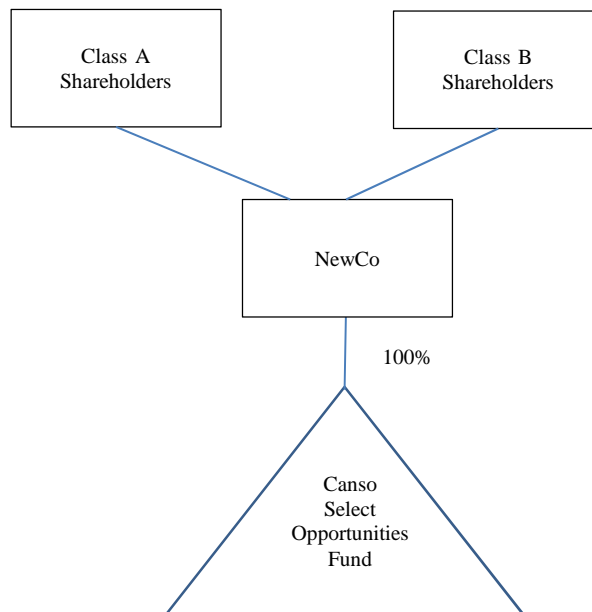 Class A
Shareholders
Class B
Shareholders
NewCo
100%
Canso
Select
Opportunities
Fund